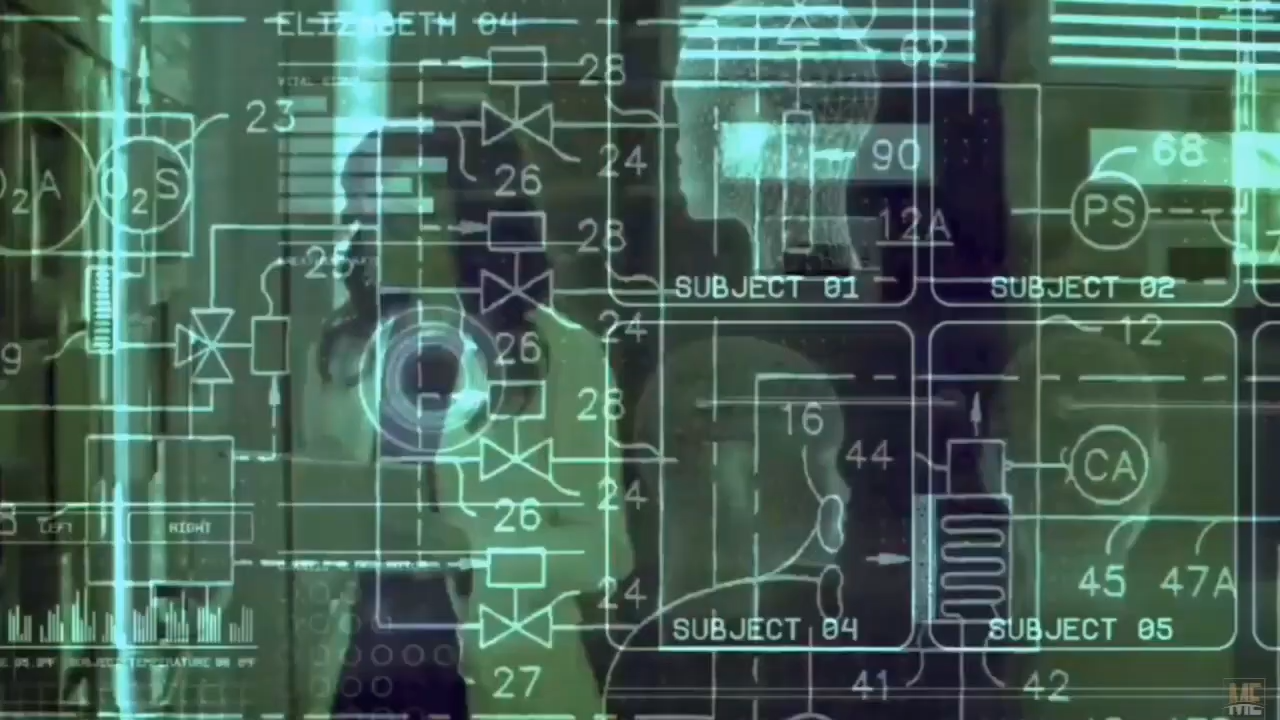 ELIZABETH 04
28
62
23
24
90
68
O2A
O2S
26
PS
12A
28
25
SUBJECT 01
SUBJECT 02
24
12
26
28
16
44
CA
24
26
LEFT
RIGHT
45
47A
24
SUBJECT 04
SUBJECT 05
27
41
42
ME